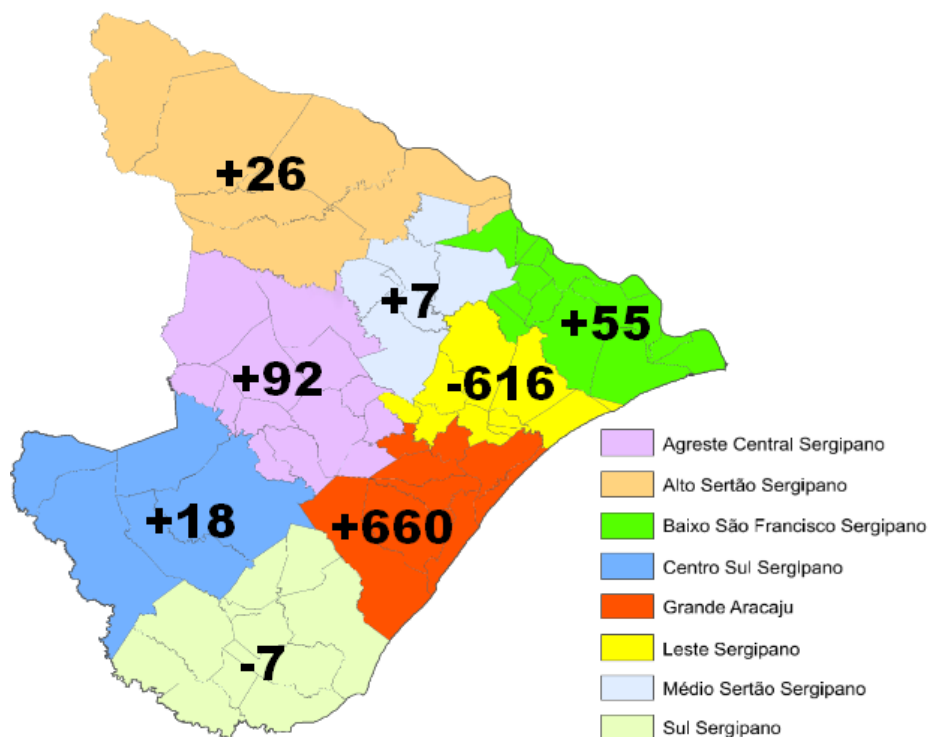 +26
+7
+55
+92
-616
+18
+660
-7
Agreste Central Sergipano
Alto Sertão Sergipano
Baixo São Francisco Sergipano
Centro Sul Sergipano
Grande Aracaju
Leste Sergipano
Médio Sertão Sergipano
Sul Sergipano